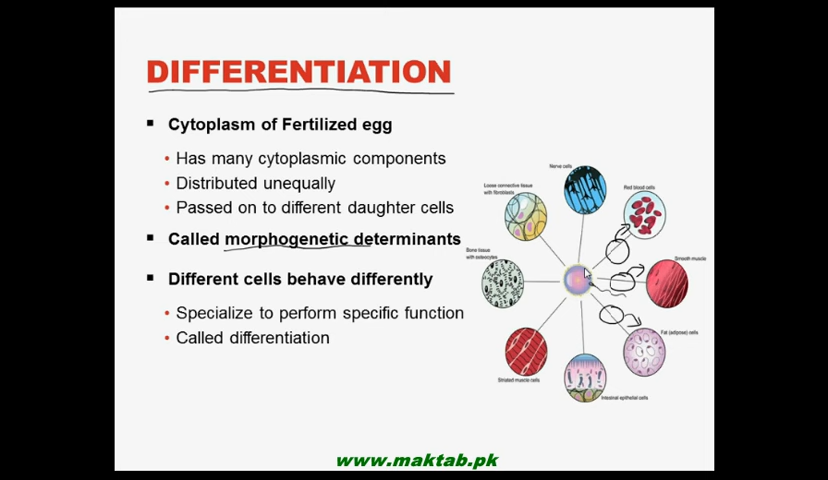 DIFFERENTIATION
▪ Cytoplasm of Fertilized egg
• Has many cytoplasmic components
• Distributed unequally
• Passed on to different daughter cells
▪ Called morphogenetic determinants
▪ Different cells behave differently
• Specialize to perform specific function
• Called differentiation
Nerve cells
Loose connective tissue
with fibroblasts
Red blood cells
Bone tissue
with osteocytes
Smooth muscle
Fat (adipose) cells
Striated muscle cells
Intestinal epithelial cells
www.maktab.pk